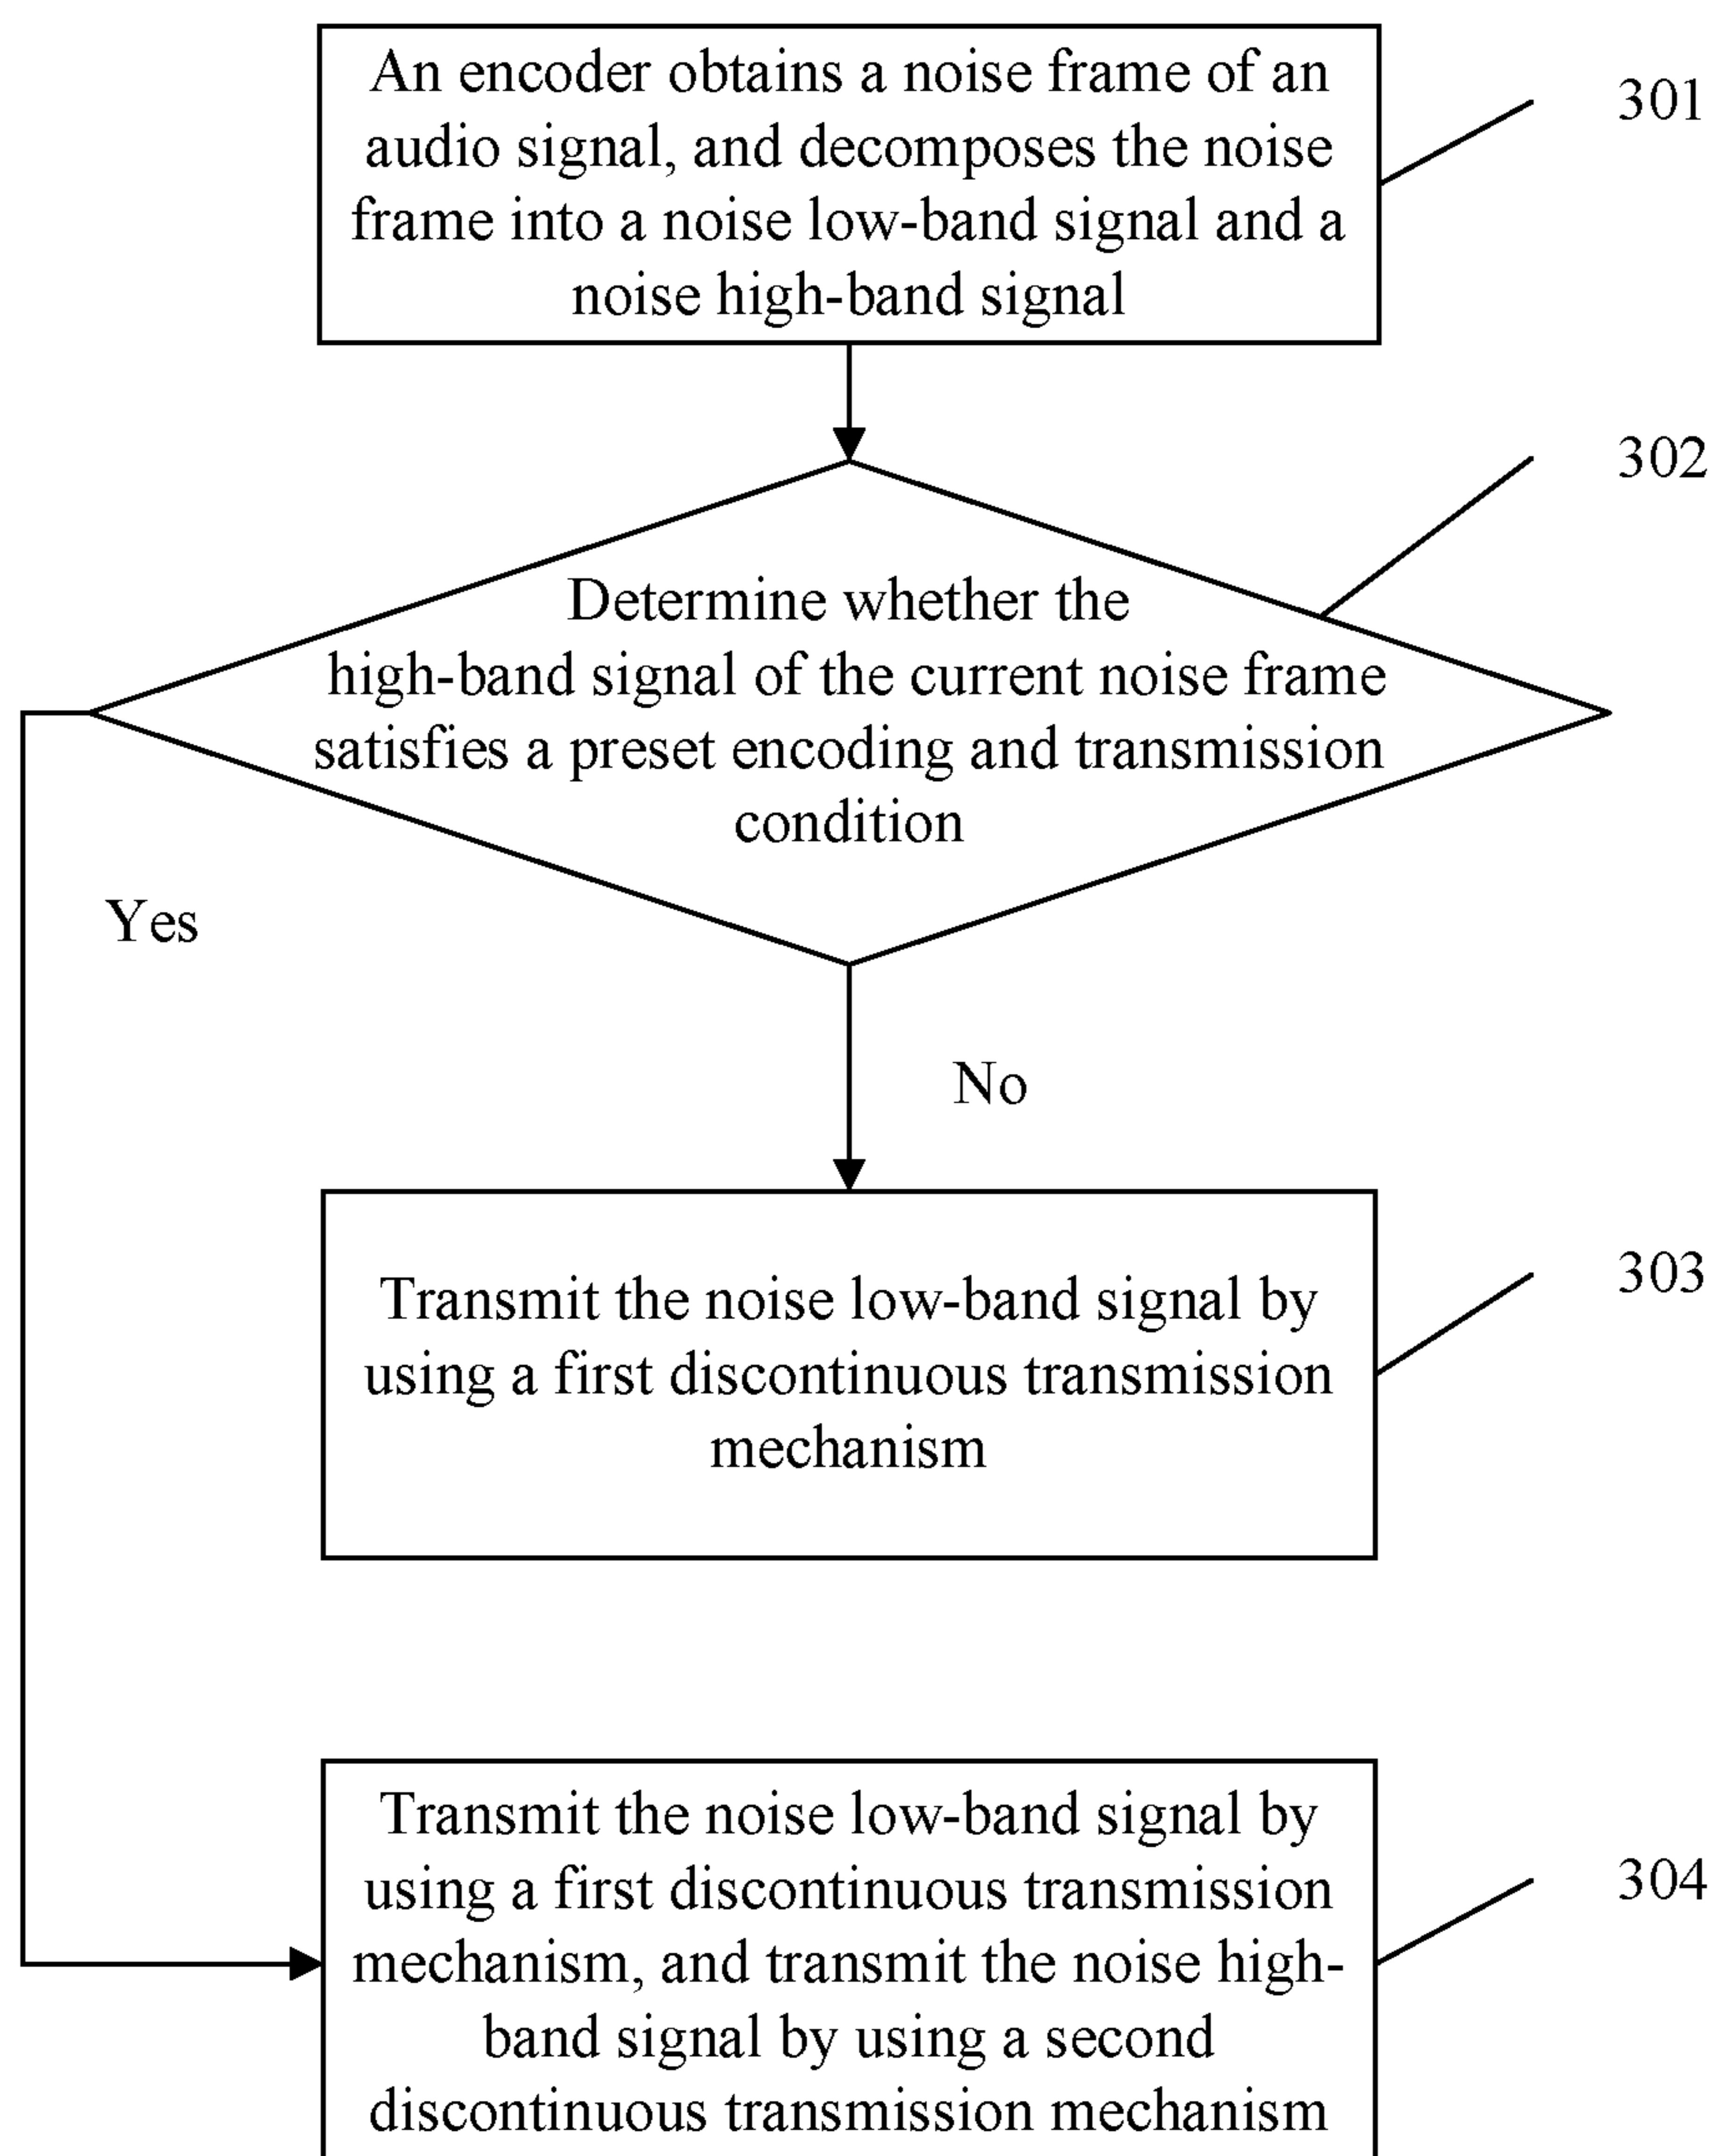 An encoder obtains a noise frame of an
audio signal, and decomposes the noise
frame into a noise low-band signal and a
noise high-band signal
301
302
Determine whether the
high-band signal of the current noise frame
satisfies a preset encoding and transmission
condition
Yes
No
303
Transmit the noise low-band signal by
using a first discontinuous transmission
mechanism
Transmit the noise low-band signal by
using a first discontinuous transmission
mechanism, and transmit the noise high-
band signal by using a second
discontinuous transmission mechanism
304